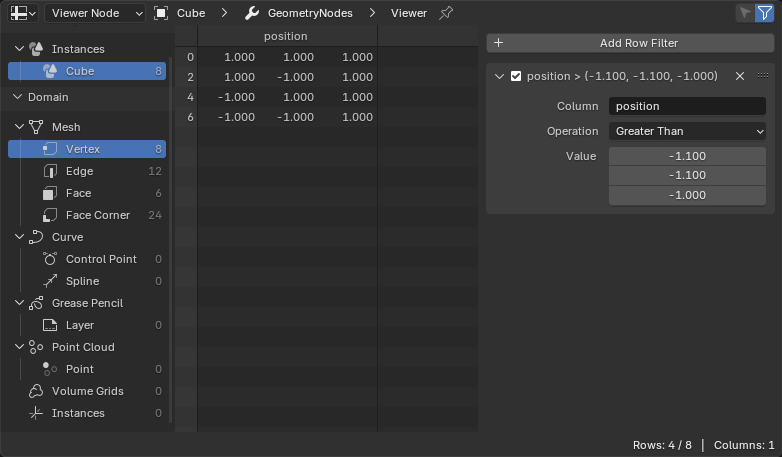 Viewer Node Cube GeometryNodes Viewer
Instances
Cube 8
Domain
Mesh
Vertex 8
Edge 12
Face 6
Face Corner 24
Curve
Control Point 0
Spline 0
Grease Pencil
Layer 0
Point Cloud
Point 0
Volume Grids 0
Instances 0
position
0 1.000 1.000 1.000
2 1.000 -1.000 1.000
4 -1.000 1.000 1.000
6 -1.000 -1.000 1.000
Add Row Filter
position > (-1.100, -1.100, -1.000)
Column position
Operation Greater Than
Value -1.100
-1.100
-1.000
Rows: 4 / 8 | Columns: 1